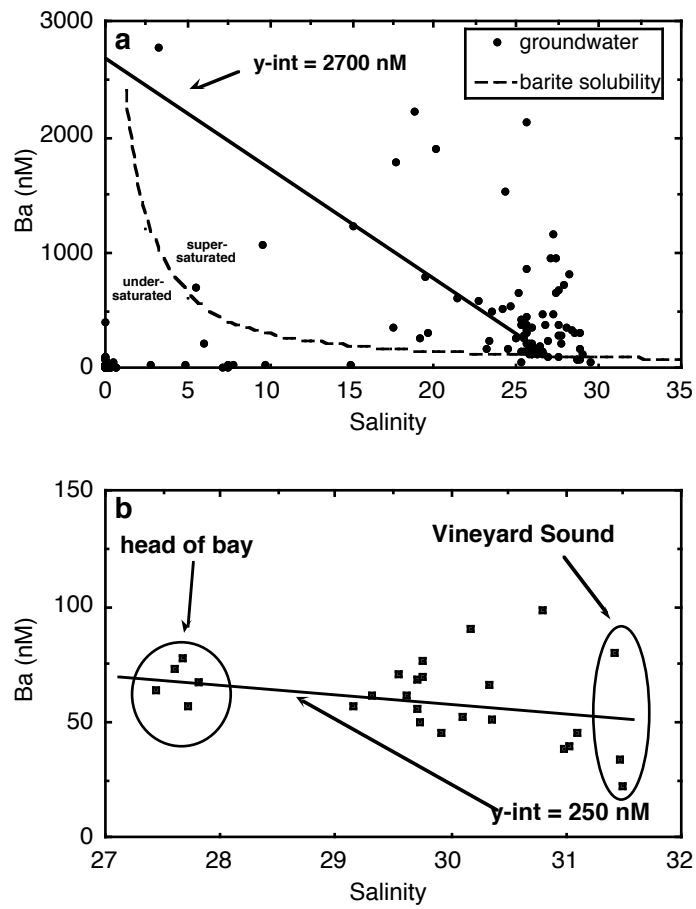 3000
a
y-int = 2700 nM
groundwater
barite solubility
2000
Ba (nM)
1000
super-
saturated
under-
saturated
0
0 5 10 15 20 25 30 35
Salinity
150
b
head of bay
Vineyard Sound
100
Ba (nM)
50
y-int = 250 nM
0
27 28 29 30 31 32
Salinity